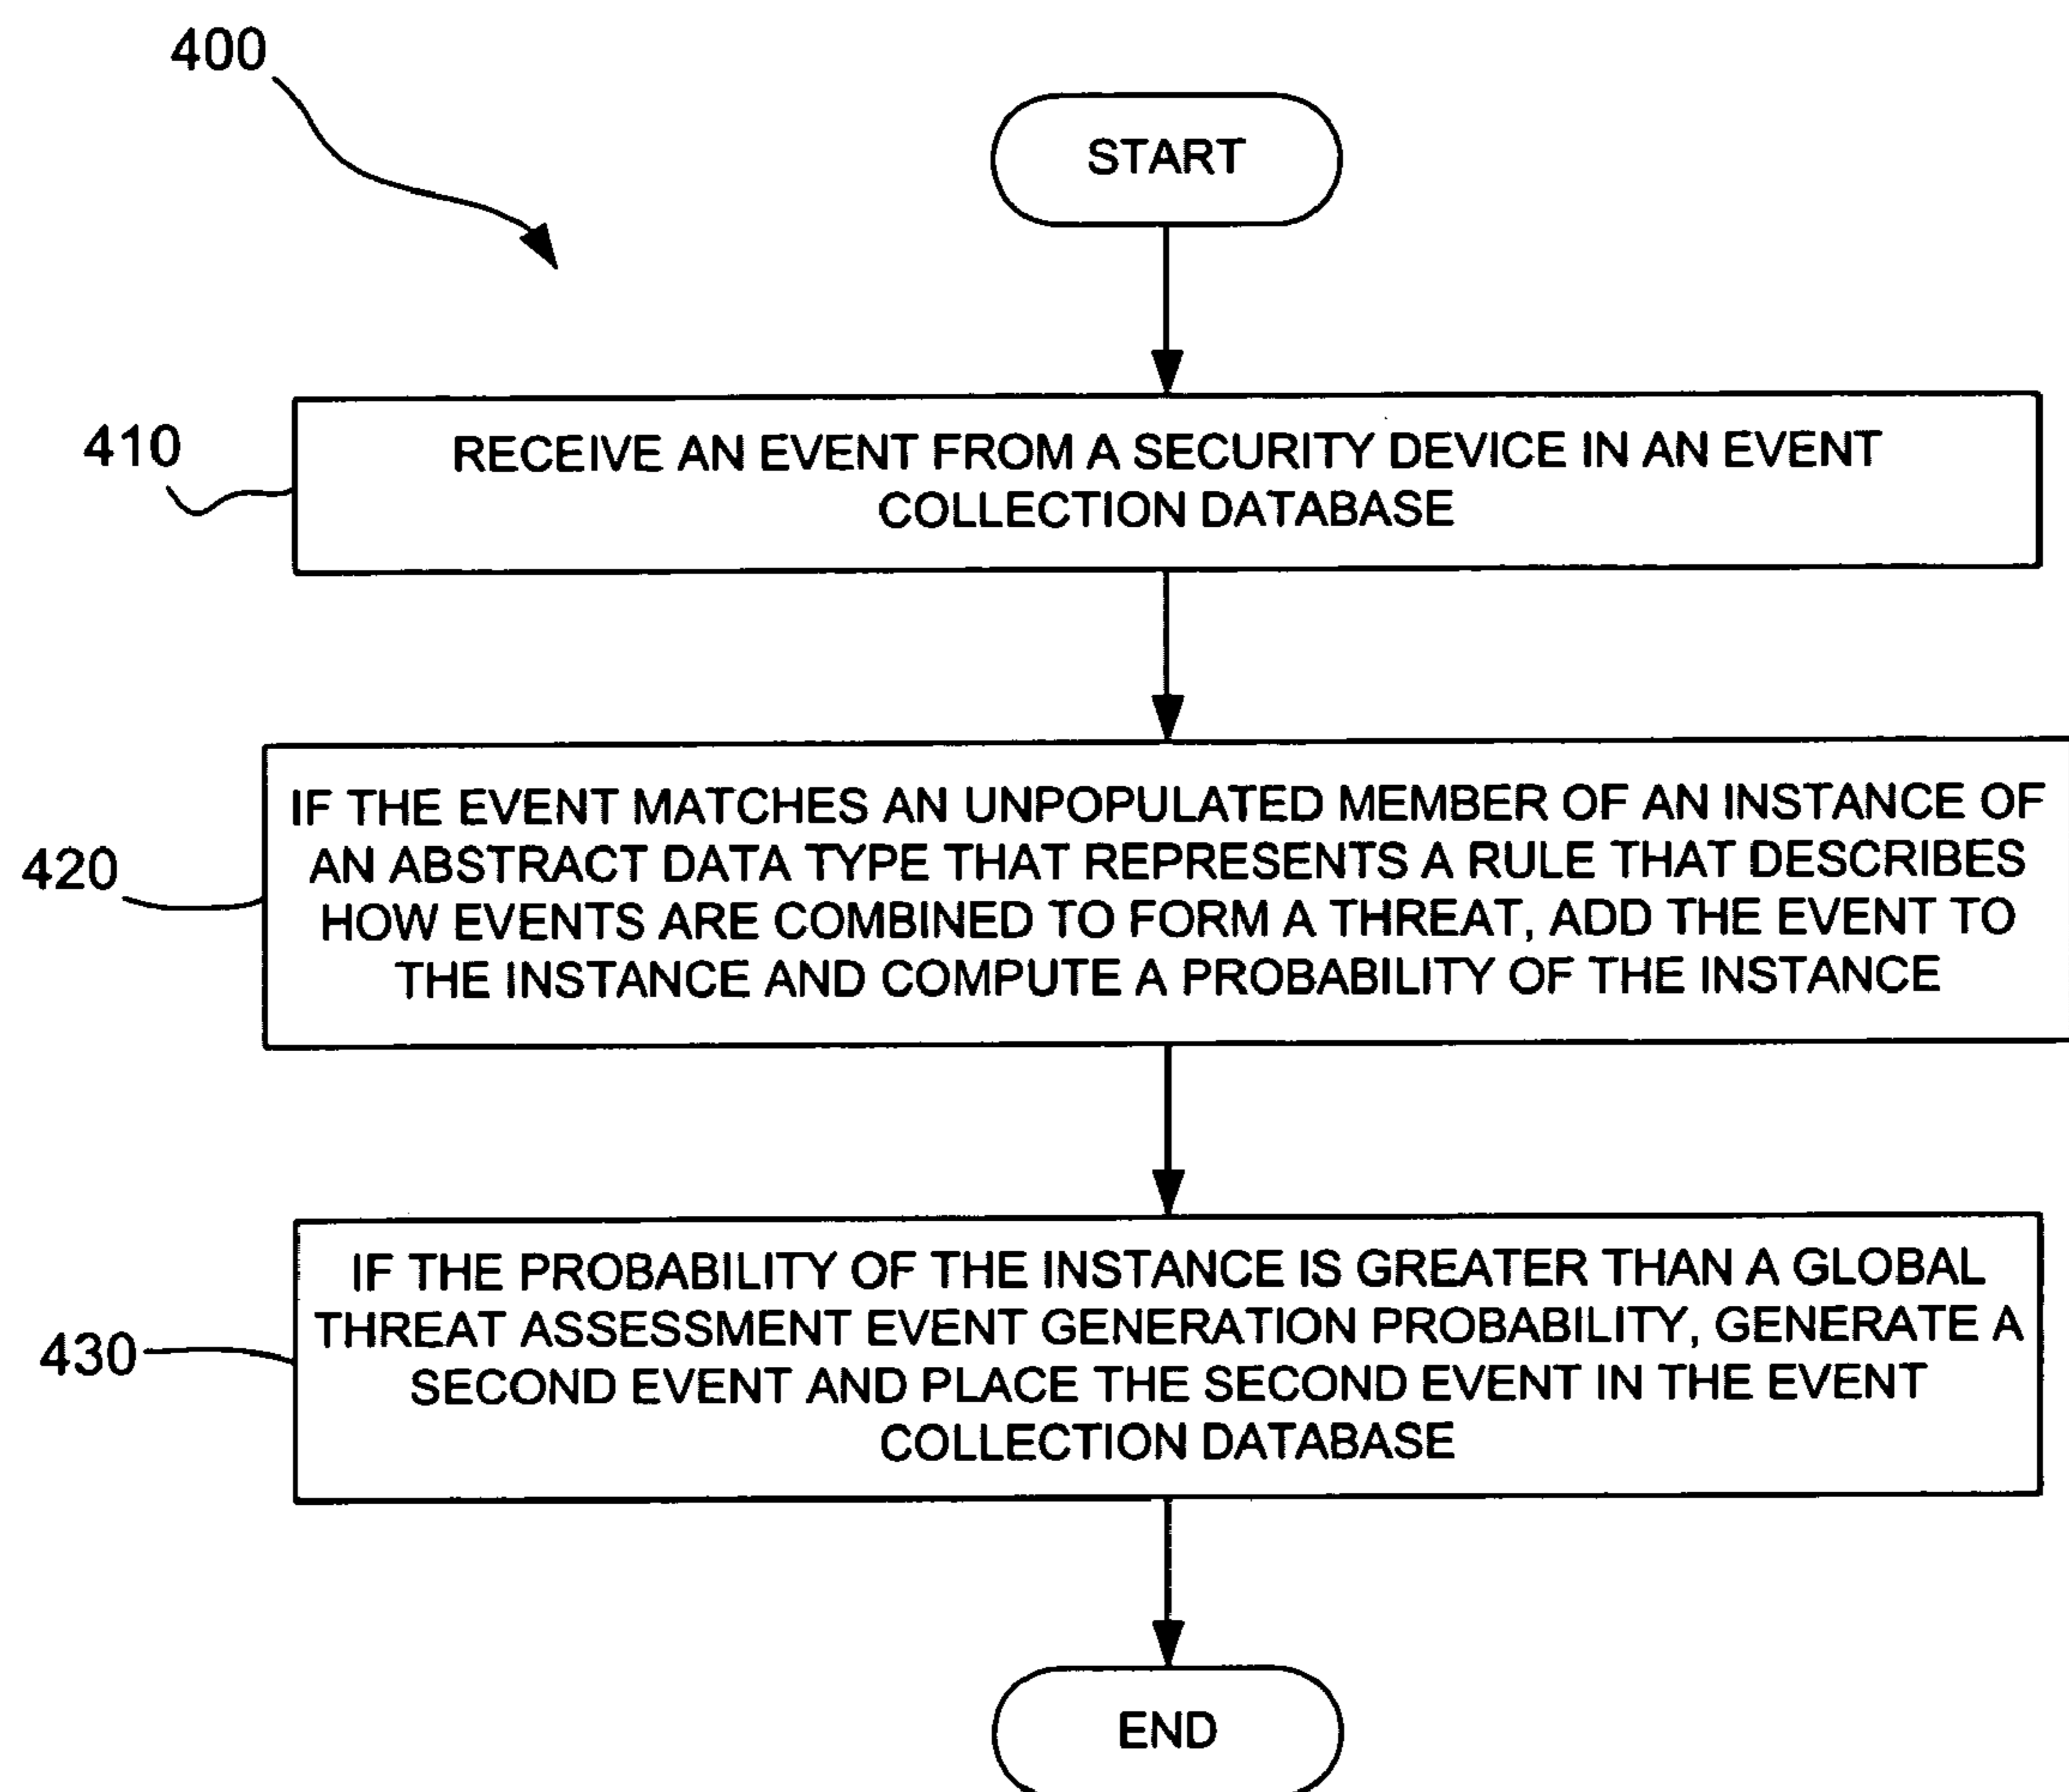 400
START
410
RECEIVE AN EVENT FROM A SECURITY DEVICE IN AN EVENT
COLLECTION DATABASE
420
IF THE EVENT MATCHES AN UNPOPULATED MEMBER OF AN INSTANCE OF
AN ABSTRACT DATA TYPE THAT REPRESENTS A RULE THAT DESCRIBES
HOW EVENTS ARE COMBINED TO FORM A THREAT, ADD THE EVENT TO
THE INSTANCE AND COMPUTE A PROBABILITY OF THE INSTANCE
430
IF THE PROBABILITY OF THE INSTANCE IS GREATER THAN A GLOBAL
THREAT ASSESSMENT EVENT GENERATION PROBABILITY, GENERATE A
SECOND EVENT AND PLACE THE SECOND EVENT IN THE EVENT
COLLECTION DATABASE
END